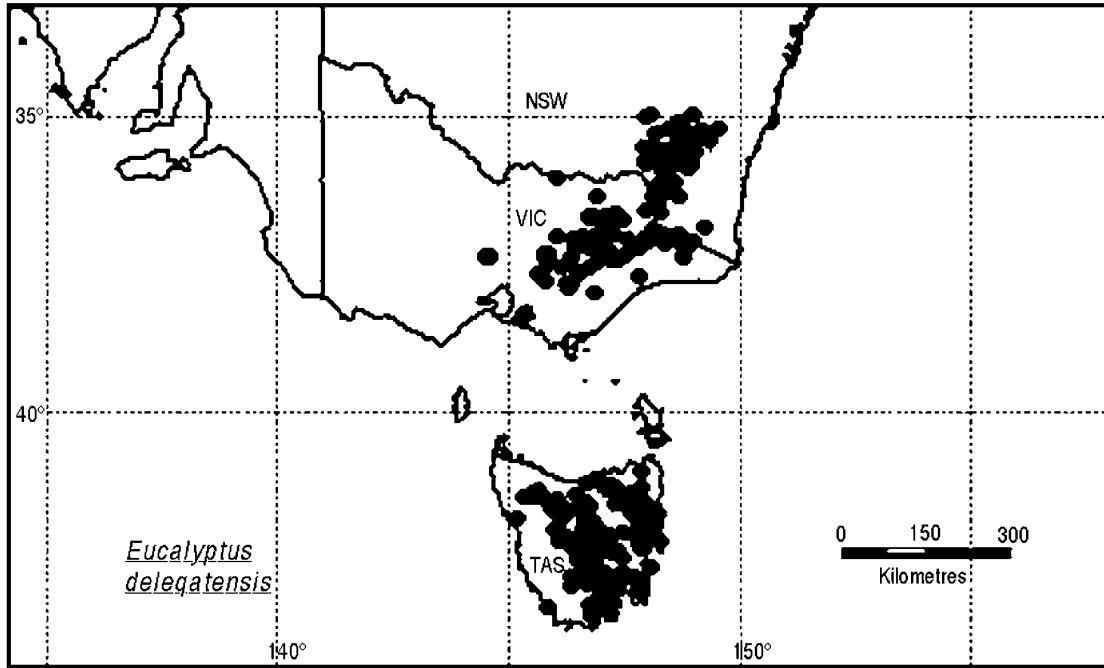 NSW
35°
VIC
40°
TAS
Eucalyptus
delegatensis
0 150 300
Kilometres
140° 150°